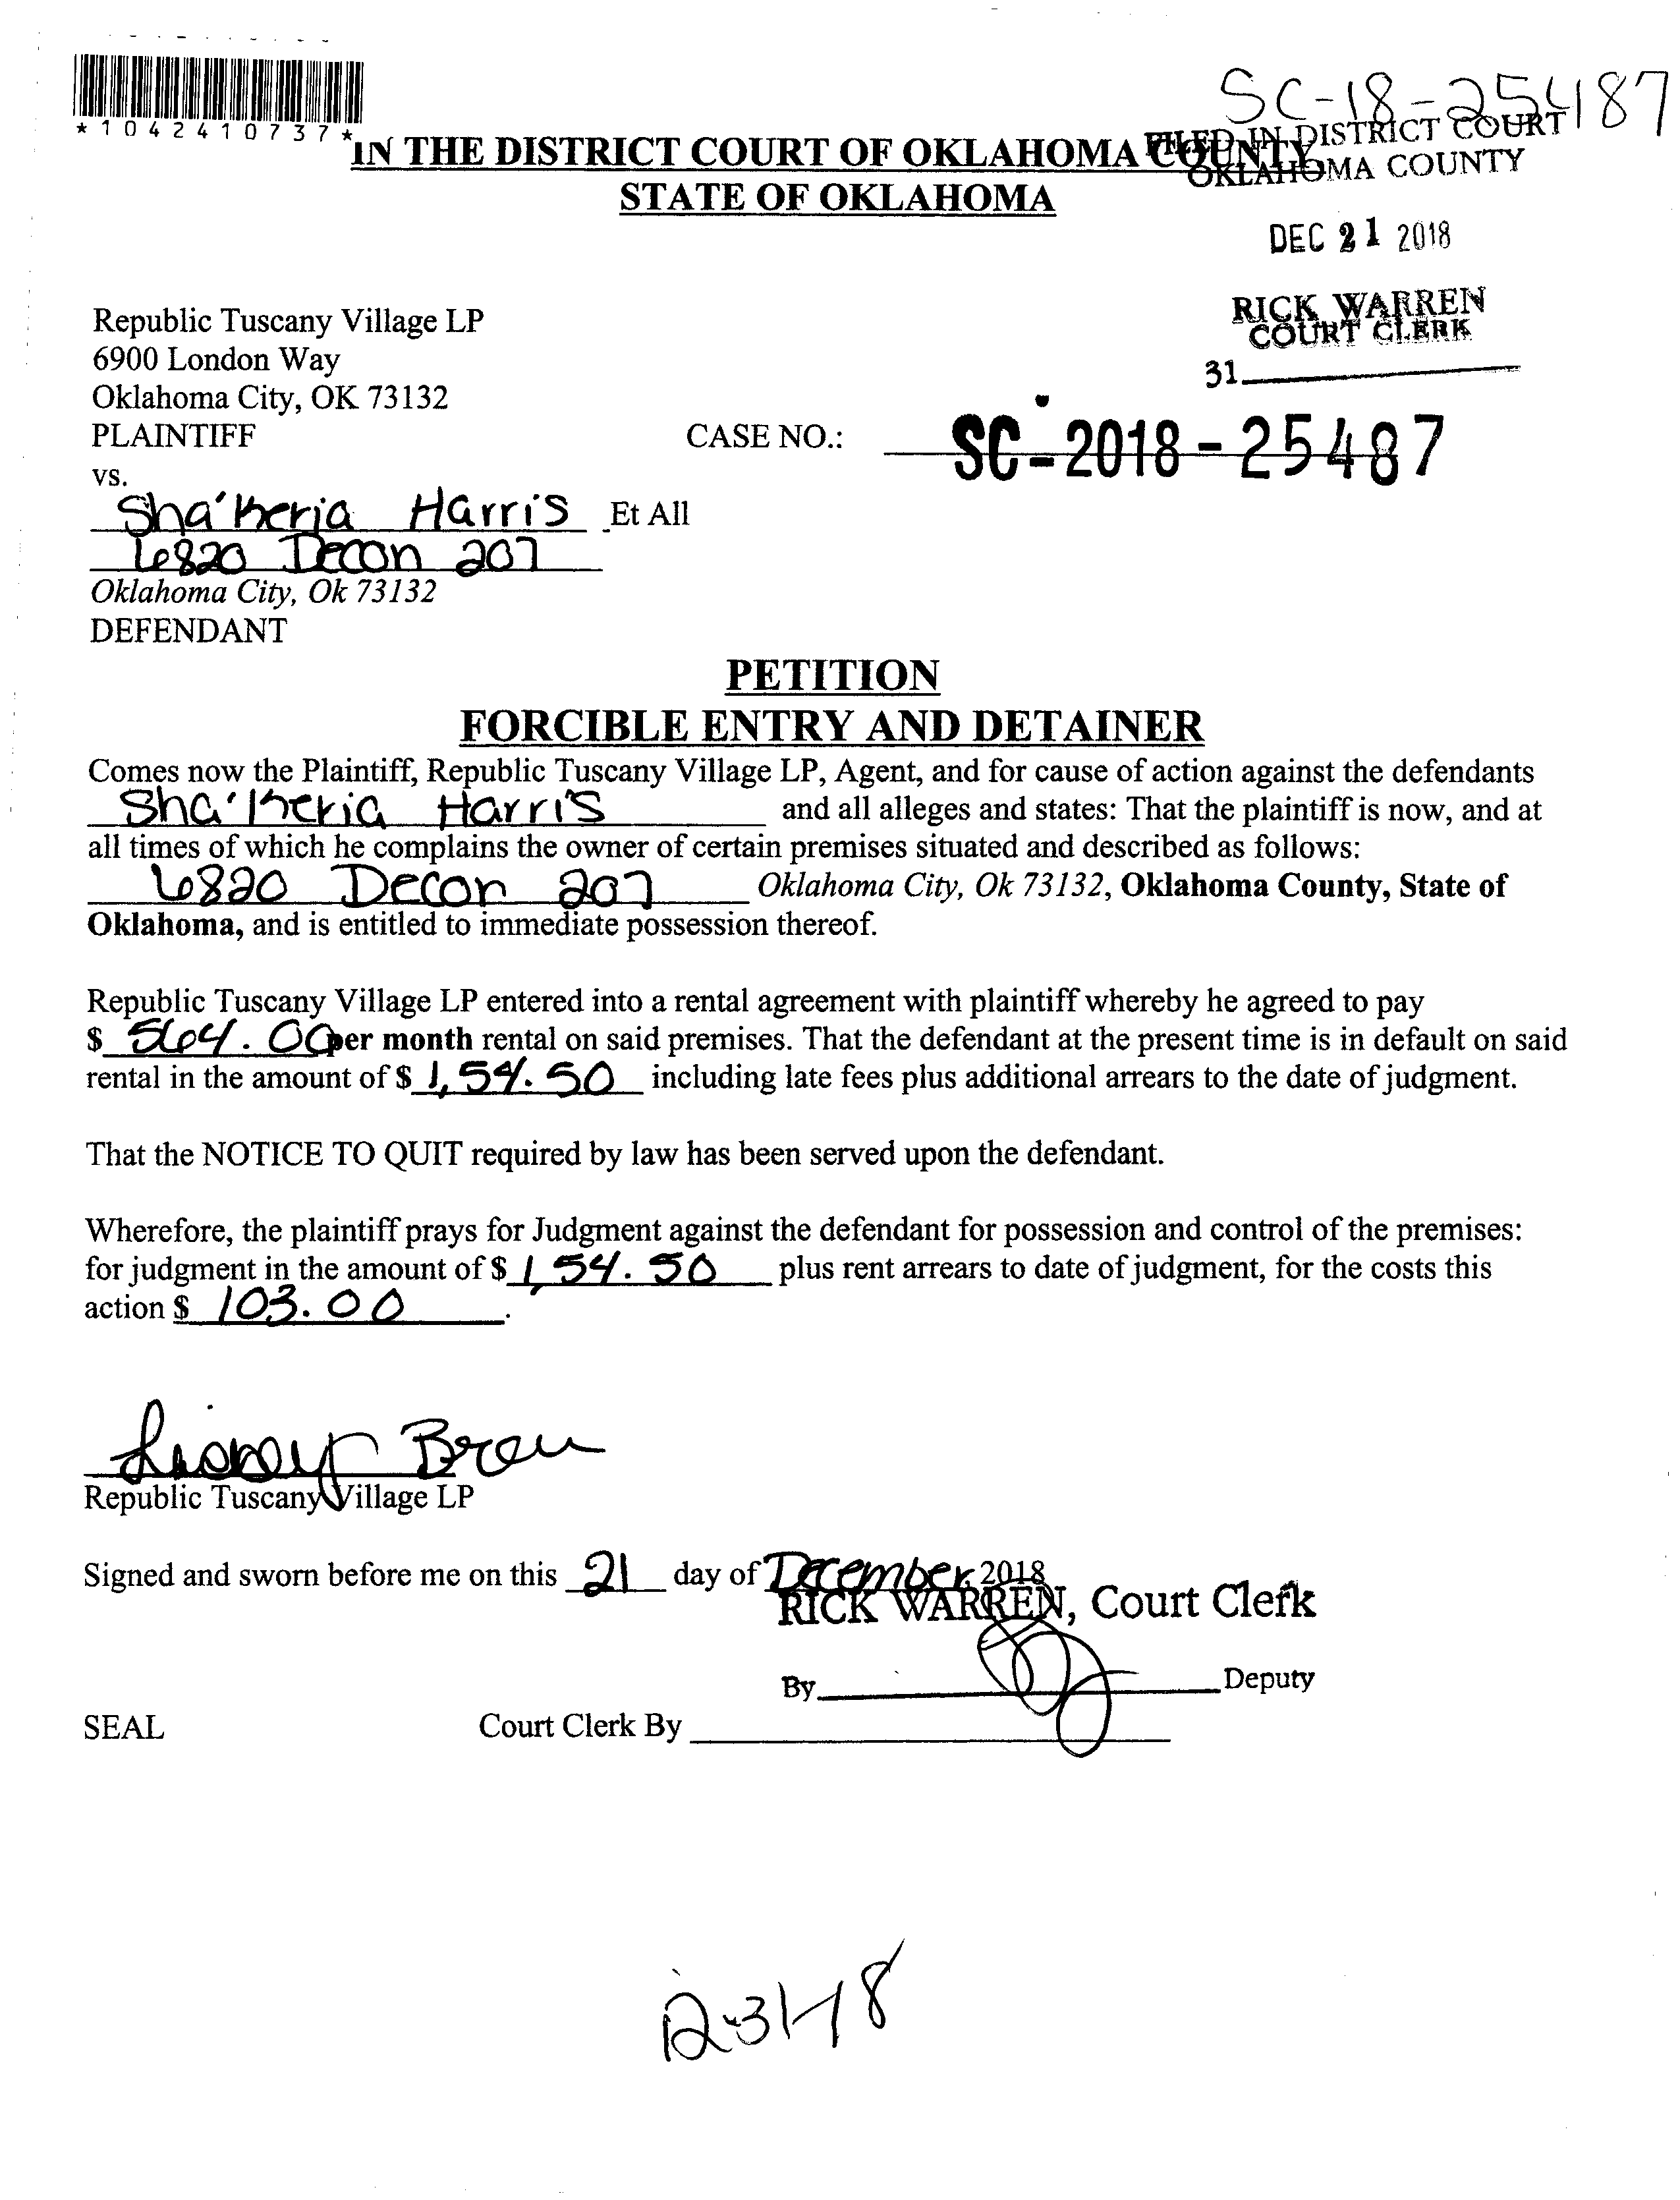 SC-18-25487
*1042410737*
IN THE DISTRICT COURT OF OKLAHOMA COUNTY
STATE OF OKLAHOMA
FILED IN DISTRICT COURT
OKLAHOMA COUNTY
DEC 21 2018
RICK WARREN
COURT CLERK
31
Republic Tuscany Village LP
6900 London Way
Oklahoma City, OK 73132
PLAINTIFF
CASE NO.: SC-2018-25487
vs.
Sha'Keria Harris Et All
6820 Decon 207
Oklahoma City, Ok 73132
DEFENDANT
PETITION
FORCIBLE ENTRY AND DETAINER
Comes now the Plaintiff, Republic Tuscany Village LP, Agent, and for cause of action against the defendants
Sha'Keria Harris and all alleges and states: That the plaintiff is now, and at
all times of which he complains the owner of certain premises situated and described as follows:
6820 Decon 207 Oklahoma City, Ok 73132, Oklahoma County, State of
Oklahoma, and is entitled to immediate possession thereof.
Republic Tuscany Village LP entered into a rental agreement with plaintiff whereby he agreed to pay
$ 564.00 per month rental on said premises. That the defendant at the present time is in default on said
rental in the amount of $ 1,54.50 including late fees plus additional arrears to the date of judgment.
That the NOTICE TO QUIT required by law has been served upon the defendant.
Wherefore, the plaintiff prays for Judgment against the defendant for possession and control of the premises:
for judgment in the amount of $ 1,54.50 plus rent arrears to date of judgment, for the costs this
action $ 103.00.
Republic Tuscany Village LP
Signed and sworn before me on this 21 day of December, 2018
RICK WARREN, Court Clerk
By Deputy
SEAL Court Clerk By
12-31-18